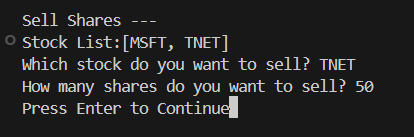 Sell Shares ---
Stock List:[MSFT, TNET]
Which stock do you want to sell? TNET
How many shares do you want to sell? 50
Press Enter to Continue